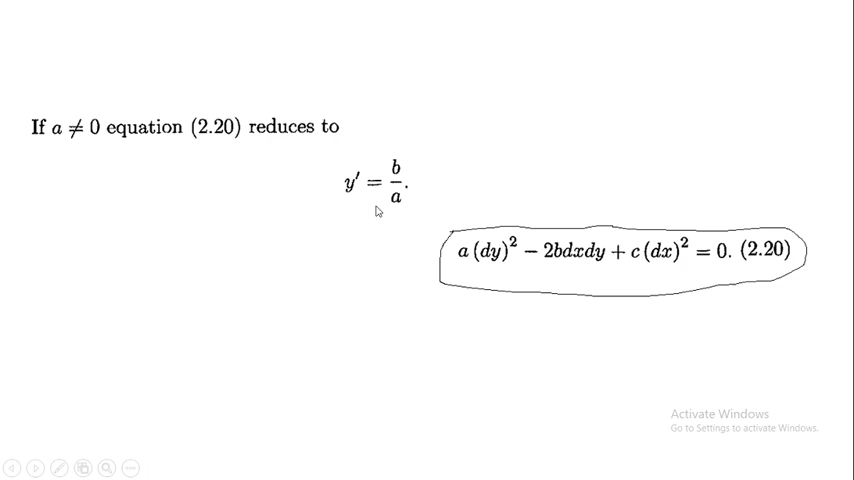 If a ≠ 0 equation (2.20) reduces to
y′ = b/a.
a (dy)² − 2bdxdy + c (dx)² = 0. (2.20)
Activate Windows
Go to Settings to activate Windows.